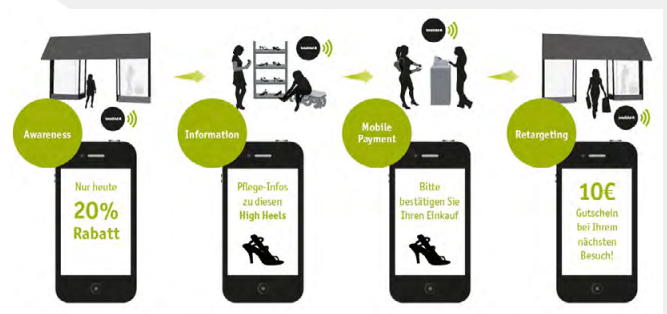 Awareness
Nur heute
20%
Rabatt
Information
Pflege-Infos
zu diesen
High Heels
Mobile
Payment
Bitte
bestätigen Sie
Ihren Einkauf
Retargeting
10€
Gutschein
bei Ihrem
nächsten
Besuch!